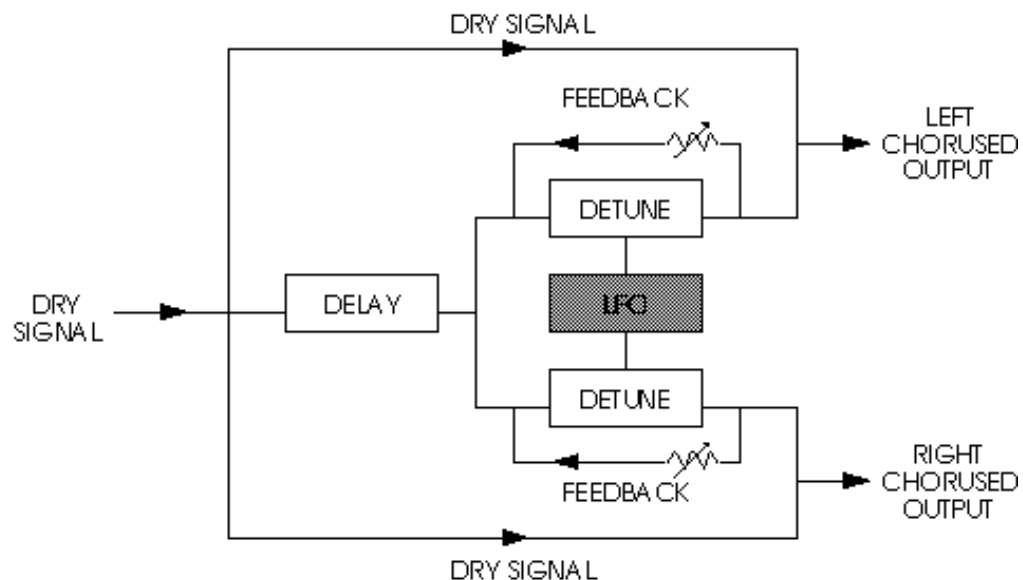 DRY SIGNAL
FEEDBACK
LEFT
CHORUSED
OUTPUT
DETUNE
DRY
SIGNAL
DELAY
LFO
DETUNE
FEEDBACK
RIGHT
CHORUSED
OUTPUT
DRY SIGNAL